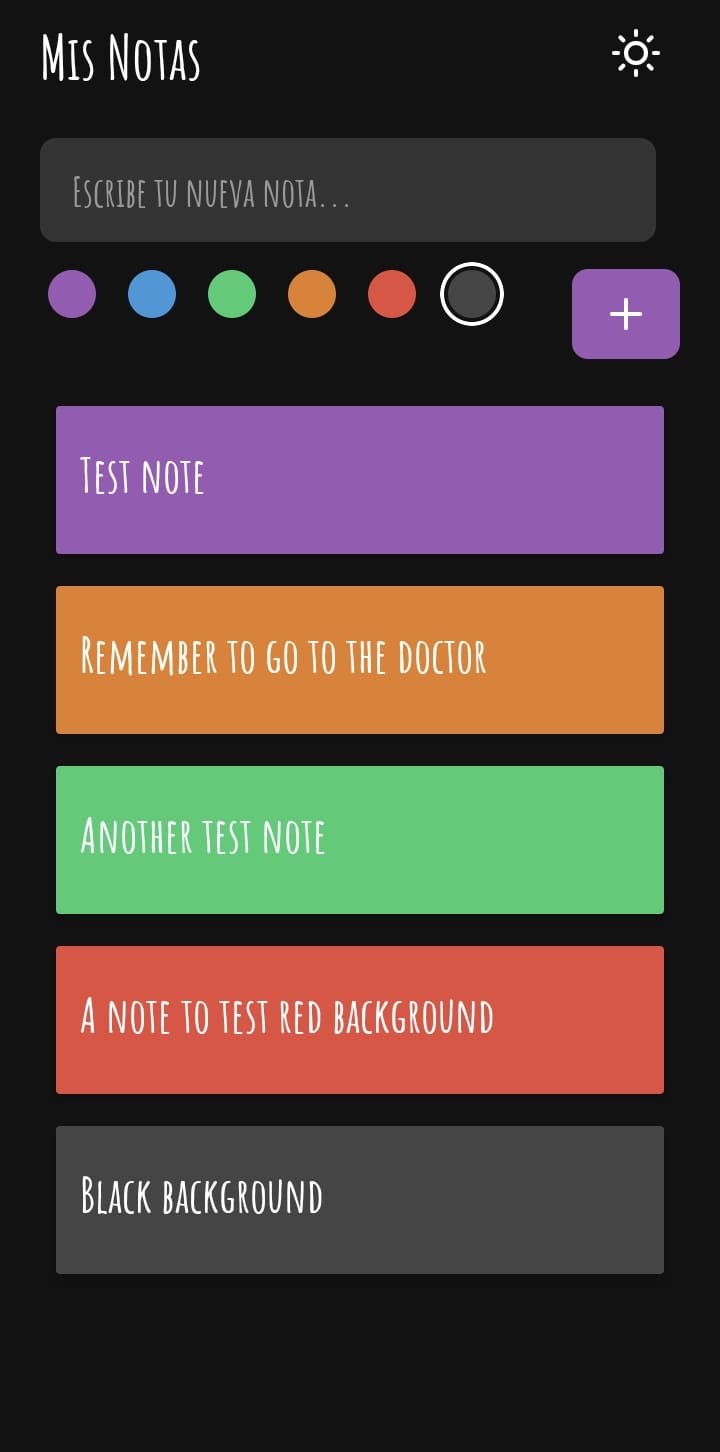 Mis Notas
Escribe tu nueva nota...
Test note
Remember to go to the doctor
Another test note
A note to test red background
Black background